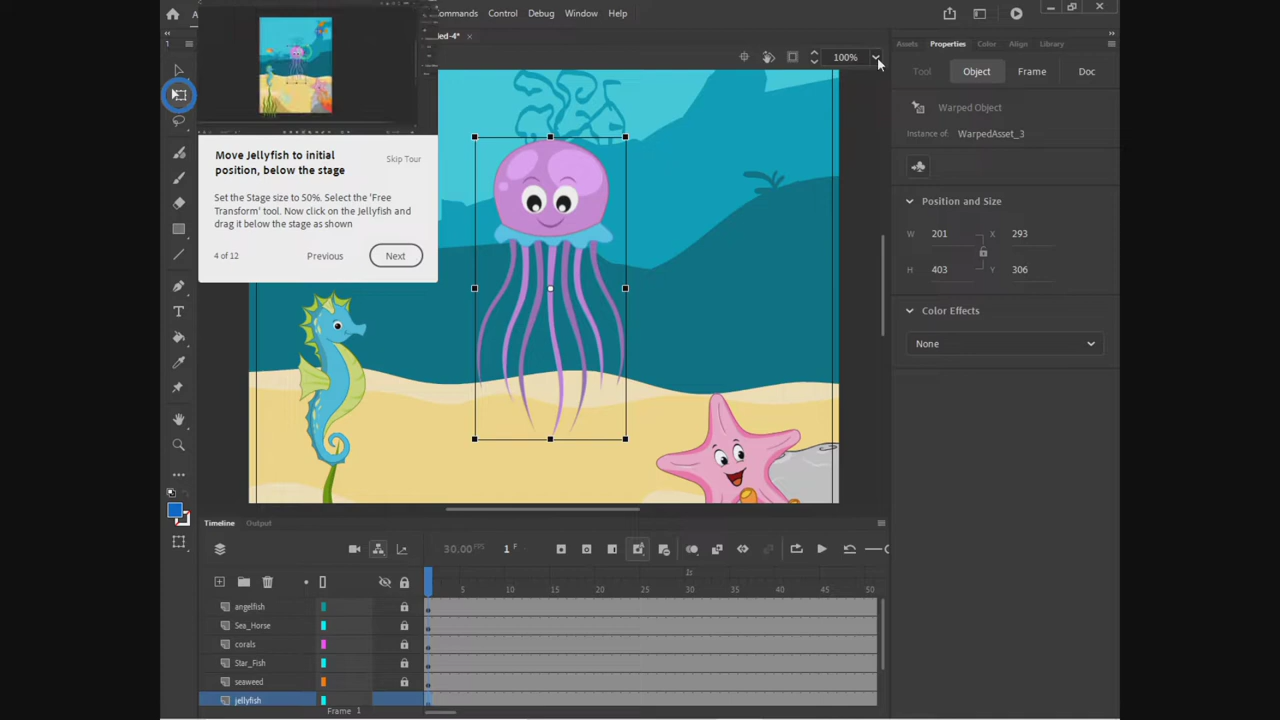 ommands Control Debug Window Help
led-4* ×
100%
Assets Properties Color Align Library
Tool Object Frame Doc
Warped Object
Instance of: WarpedAsset_3
Position and Size
W 201 X 293
H 403 Y 306
Color Effects
None
Move Jellyfish to initial
position, below the stage
Skip Tour
Set the Stage size to 50%. Select the 'Free
Transform' tool. Now click on the Jellyfish and
drag it below the stage as shown
4 of 12 Previous Next
Timeline Output
30.00 FPS 1 F
1s
5 10 15 20 25 30 35 40 45 50
angelfish
Sea_Horse
corals
Star_Fish
seaweed
jellyfish
Frame 1